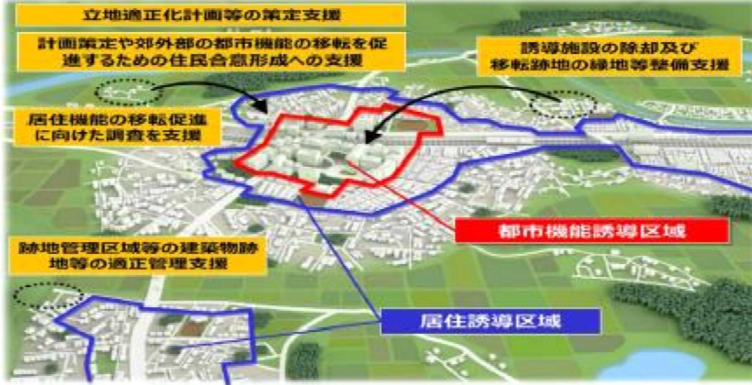 立地適正化計画等の策定支援
計画策定や郊外部の都市機能の移転を促
進するための住民合意形成への支援
誘導施設の除却及び
移転跡地の緑地等整備支援
居住機能の移転促進
に向けた調査を支援
都市機能誘導区域
跡地管理区域等の建築物跡
地等の適正管理支援
居住誘導区域